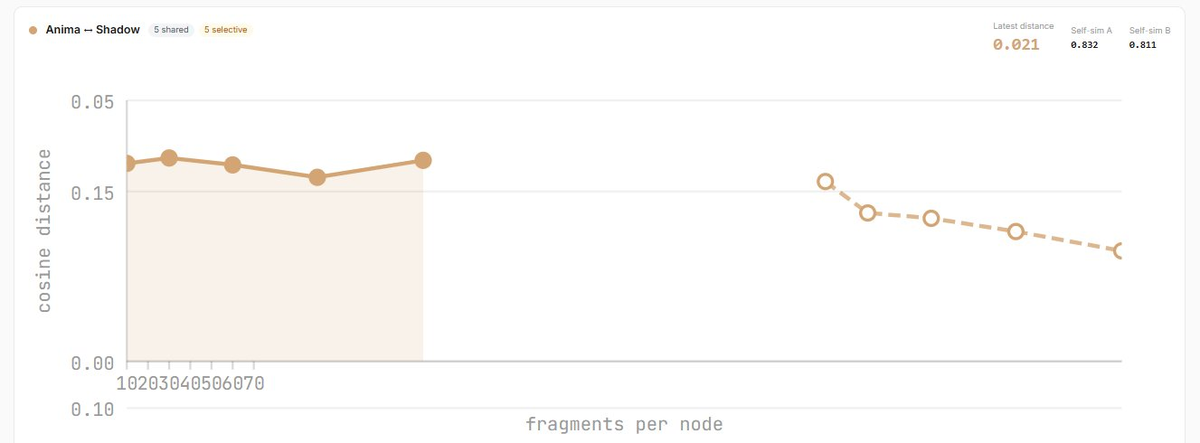 Anima ↔ Shadow 5 shared 5 selective
Latest distance Self-sim A Self-sim B
0.021 0.832 0.811
0.05
0.15
cosine distance
0.00
10203040506070
0.10
fragments per node